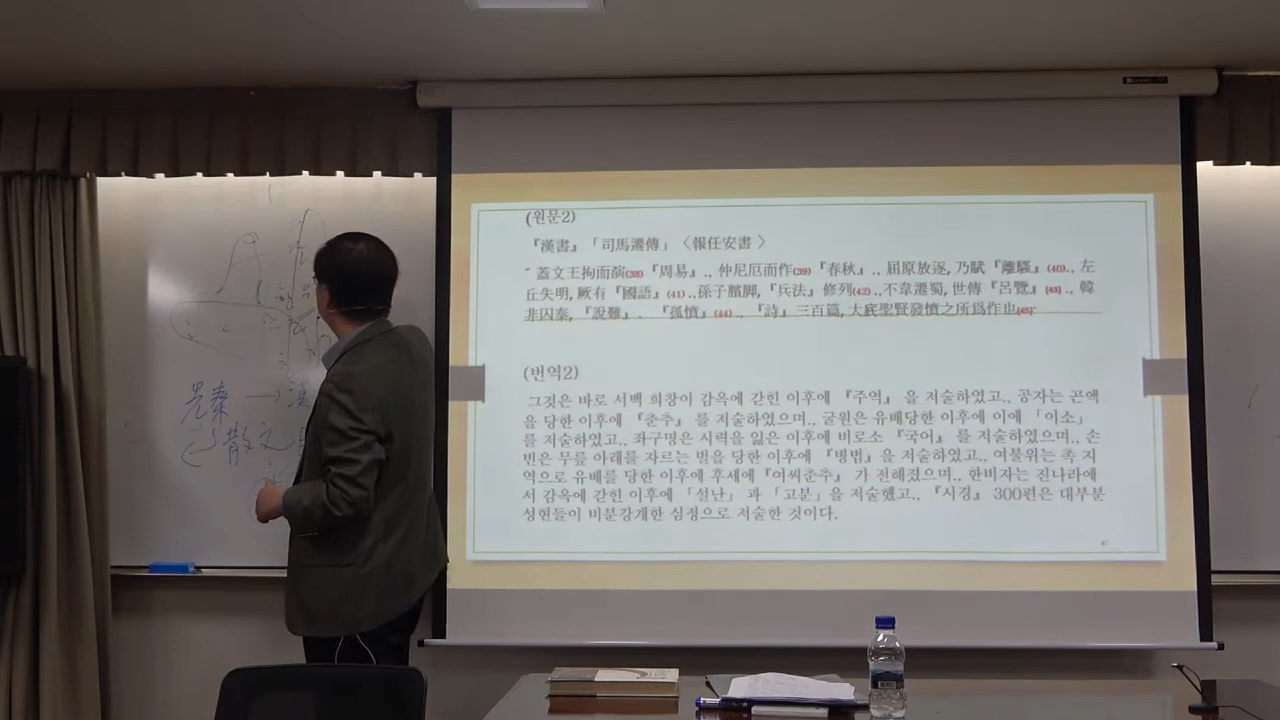 (원문2)
『漢書』「司馬遷傳」〈報任安書 〉
" 蓋文王拘而演(38)『周易』., 仲尼厄而作(39)『春秋』., 屈原放逐, 乃賦『離騷』(40)., 左
丘失明, 厥有『國語』(41) .,孫子臏脚, 『兵法』修列(42).,不韋遷蜀, 世傳『呂覽』(43)., 韓
非囚秦, 『說難』、『孤憤』(44)., 『詩』三百篇, 大底聖賢發憤之所爲作也(45)"
(번역2)
그것은 바로 서백 희창이 감옥에 갇힌 이후에 『주역』 을 저술하였고., 공자는 곤액
을 당한 이후에 『춘추』 를 저술하였으며., 굴원은 유배당한 이후에 이에 「이소」
를 저술하였고., 좌구명은 시력을 잃은 이후에 비로소 『국어』 를 저술하였으며., 손
빈은 무릎 아래를 자르는 벌을 당한 이후에 『병법』을 저술하였고., 여불위는 촉 지
역으로 유배를 당한 이후에 후세에『여씨춘추』 가 전해졌으며., 한비자는 진나라에
서 감옥에 갇힌 이후에 「설난」 과 「고분」을 저술했고., 『시경』 300편은 대부분
성현들이 비분강개한 심정으로 저술한 것이다.
47
先秦 → 漢
散文